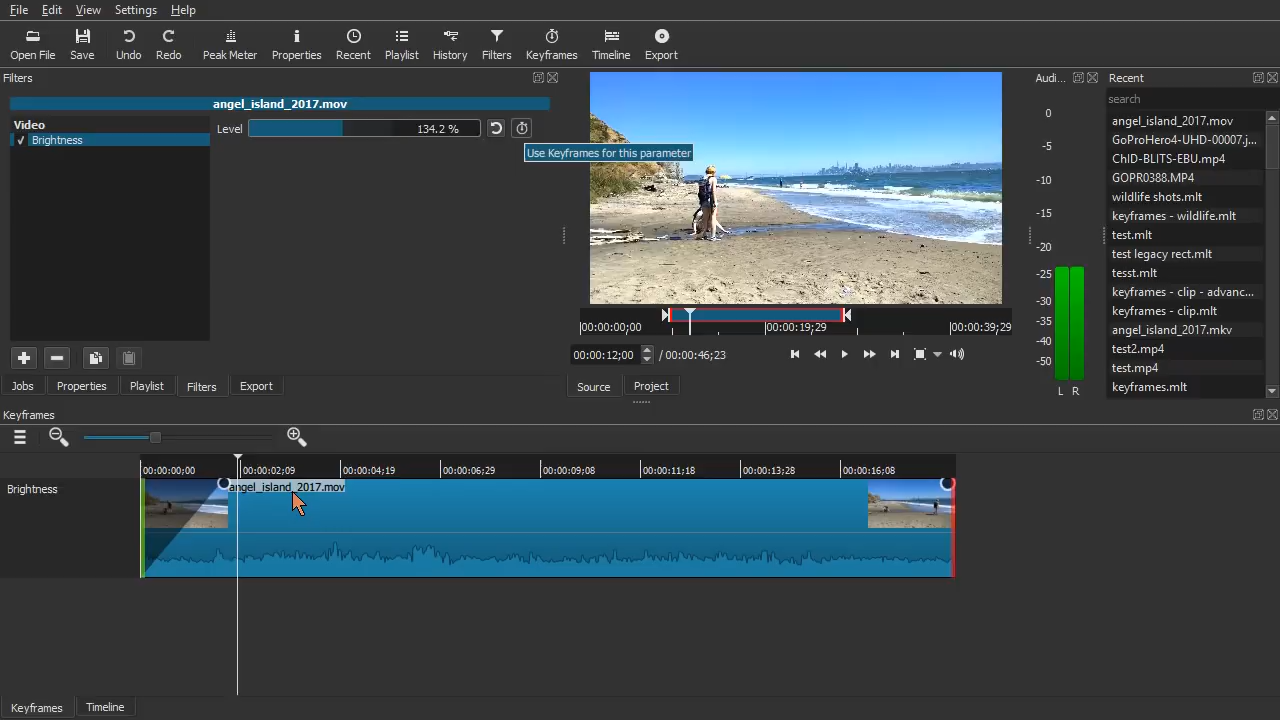 File Edit View Settings Help
Open File Save Undo Redo Peak Meter Properties Recent Playlist History Filters Keyframes Timeline Export
Filters
angel_island_2017.mov
Video
✓ Brightness
Level 134.2 %
Use Keyframes for this parameter
Jobs Properties Playlist Filters Export
00:00:00;00 00:00:19;29 00:00:39;29
00:00:12;00 / 00:00:46;23
Source Project
Audi...
0
-5
-10
-15
-20
-25
-30
-35
-40
-50
L R
Recent
search
angel_island_2017.mov
GoProHero4-UHD-00007.j...
ChID-BLITS-EBU.mp4
GOPR0388.MP4
wildlife shots.mlt
keyframes - wildlife.mlt
test.mlt
test legacy rect.mlt
tesst.mlt
keyframes - clip - advanc...
keyframes - clip.mlt
angel_island_2017.mkv
test2.mp4
test.mp4
keyframes.mlt
Keyframes
00:00:00;00 00:00:02;09 00:00:04;19 00:00:06;29 00:00:09;08 00:00:11;18 00:00:13;28 00:00:16;08
Brightness
angel_island_2017.mov
Keyframes Timeline